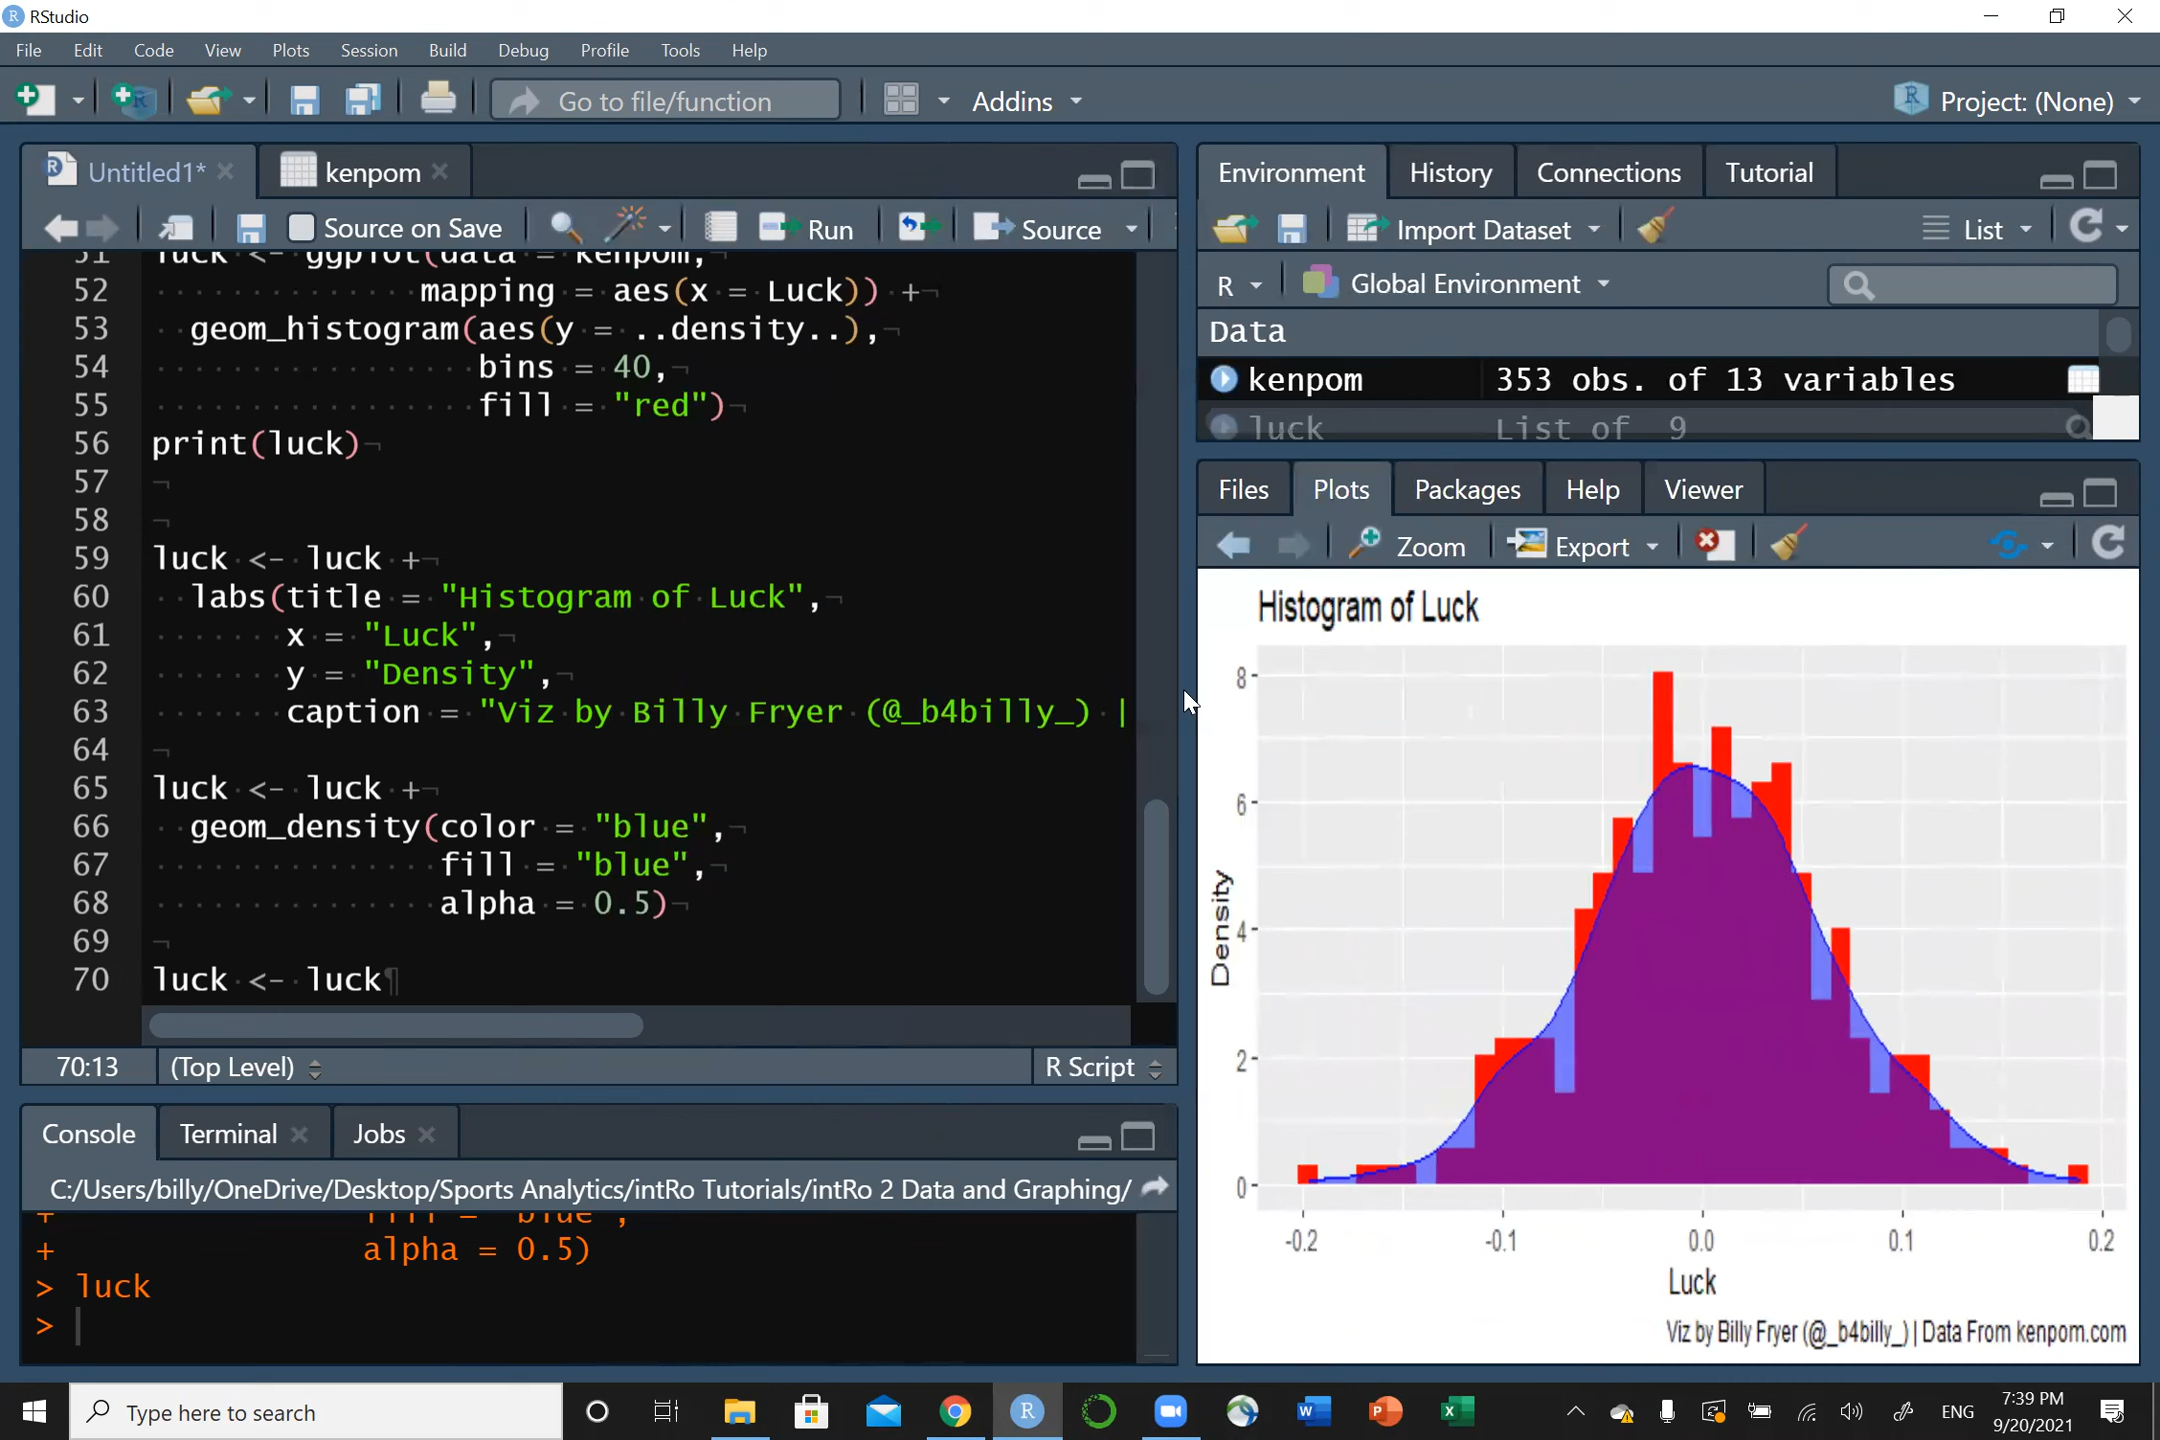 RStudio
File Edit Code View Plots Session Build Debug Profile Tools Help
Go to file/function Addins Project: (None)
Untitled1* kenpom
Source on Save Run Source
51 luck <- ggplot(data = kenpom,
52 mapping = aes(x = Luck)) +
53 geom_histogram(aes(y = ..density..),
54 bins = 40,
55 fill = "red")
56 print(luck)
57
58
59 luck <- luck +
60 labs(title = "Histogram of Luck",
61 x = "Luck",
62 y = "Density",
63 caption = "Viz by Billy Fryer (@_b4billy_) |
64
65 luck <- luck +
66 geom_density(color = "blue",
67 fill = "blue",
68 alpha = 0.5)
69
70 luck <- luck
70:13 (Top Level) R Script
Console Terminal Jobs
C:/Users/billy/OneDrive/Desktop/Sports Analytics/intRo Tutorials/intRo 2 Data and Graphing/
+ fill = "blue",
+ alpha = 0.5)
> luck
>
Environment History Connections Tutorial
Import Dataset List
R Global Environment
Data
kenpom 353 obs. of 13 variables
luck List of 9
Files Plots Packages Help Viewer
Zoom Export
Histogram of Luck
8
6
4
2
0
Density
-0.2 -0.1 0.0 0.1 0.2
Luck
Viz by Billy Fryer (@_b4billy_) | Data From kenpom.com
Type here to search
ENG
7:39 PM
9/20/2021